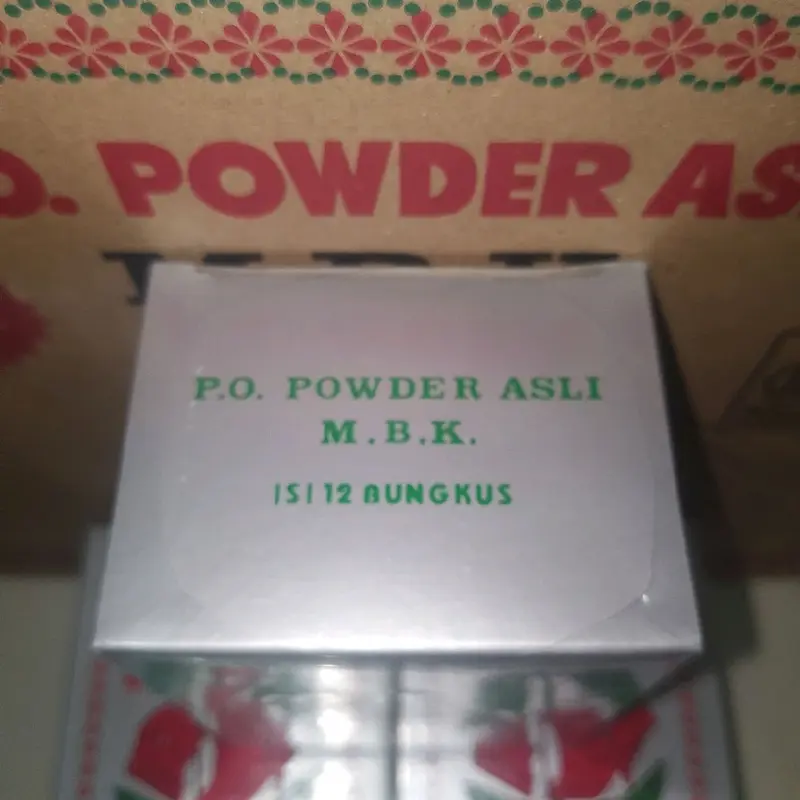 O. POWDER AS
P.O. POWDER ASLI
M.B.K.
ISI 12 BUNGKUS